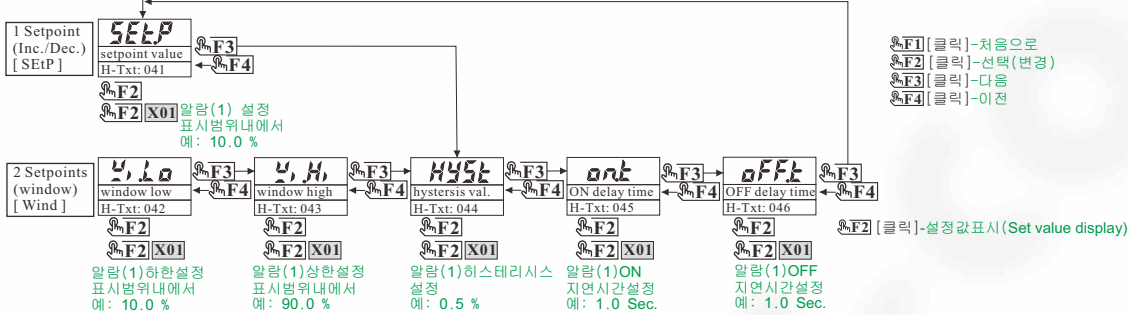 1 Setpoint
(Inc./Dec.)
[ SEtP ]
SEtP
setpoint value
H-Txt: 041
F3
F4
F2
F2 X01
알람(1) 설정
표시범위내에서
예: 10.0 %
F1 [클릭]-처음으로
F2 [클릭]-선택(변경)
F3 [클릭]-다음
F4 [클릭]-이전
2 Setpoints
(window)
[ Wind ]
Wi.Lo
window low
H-Txt: 042
F3
F4
F2
F2 X01
알람(1)하한설정
표시범위내에서
예: 10.0 %
Wi.Hi
window high
H-Txt: 043
F3
F4
F2
F2 X01
알람(1)상한설정
표시범위내에서
예: 90.0 %
HYSt
hystersis val.
H-Txt: 044
F3
F4
F2
F2 X01
알람(1)히스테리시스
설정
예: 0.5 %
on.t
ON delay time
H-Txt: 045
F3
F4
F2
F2 X01
알람(1)ON
지연시간설정
예: 1.0 Sec.
oFF.t
OFF delay time
H-Txt: 046
F3
F4
F2
F2 X01
알람(1)OFF
지연시간설정
예: 1.0 Sec.
F2 [클릭]-설정값표시(Set value display)